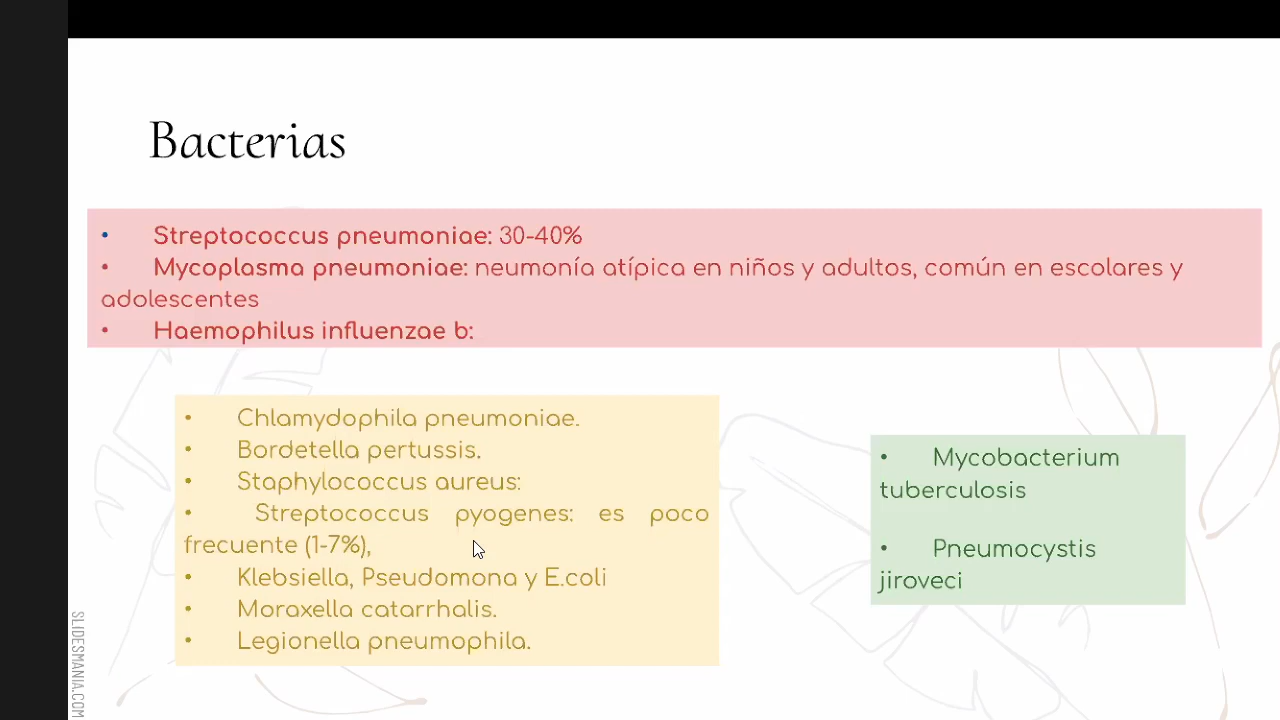 Bacterias
• Streptococcus pneumoniae: 30-40%
• Mycoplasma pneumoniae: neumonía atípica en niños y adultos, común en escolares y
adolescentes
• Haemophilus influenzae b:
• Chlamydophila pneumoniae.
• Bordetella pertussis.
• Staphylococcus aureus:
• Streptococcus pyogenes: es poco
frecuente (1-7%),
• Klebsiella, Pseudomona y E.coli
• Moraxella catarrhalis.
• Legionella pneumophila.
• Mycobacterium
tuberculosis
• Pneumocystis
jiroveci
SLIDESMANIA.COM